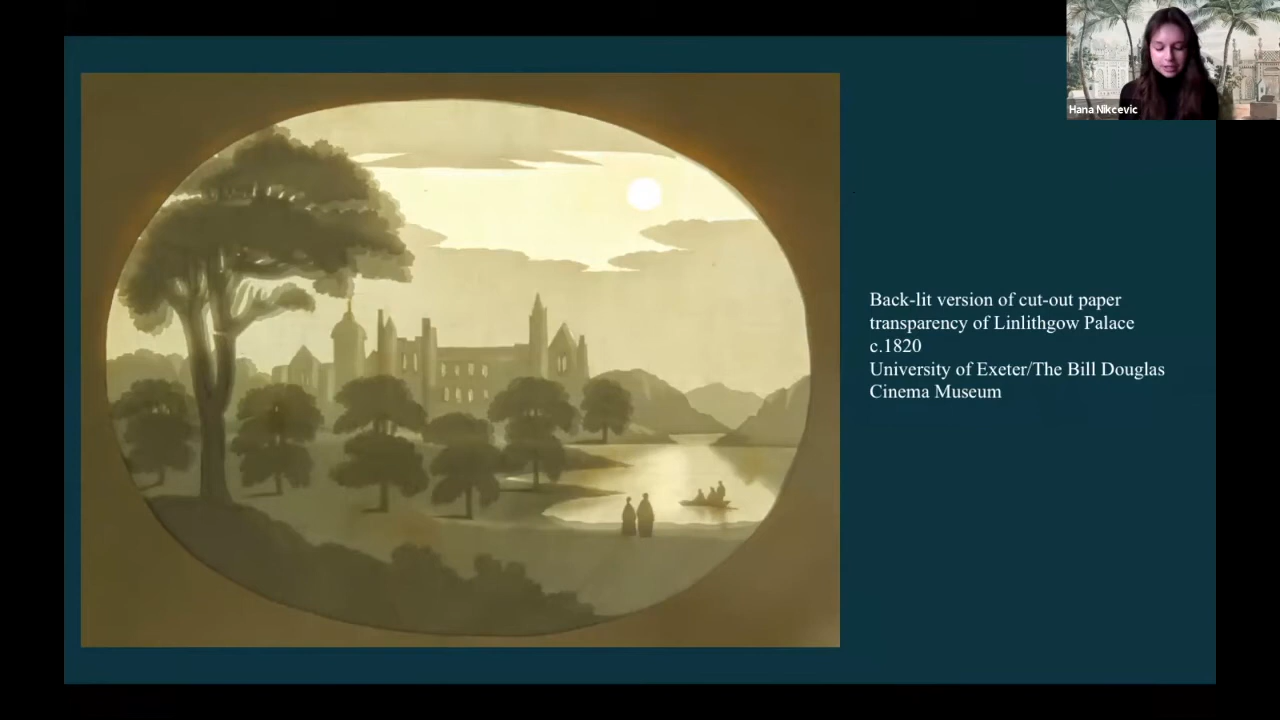 Hana Nikcevic
Back-lit version of cut-out paper
transparency of Linlithgow Palace
c.1820
University of Exeter/The Bill Douglas
Cinema Museum